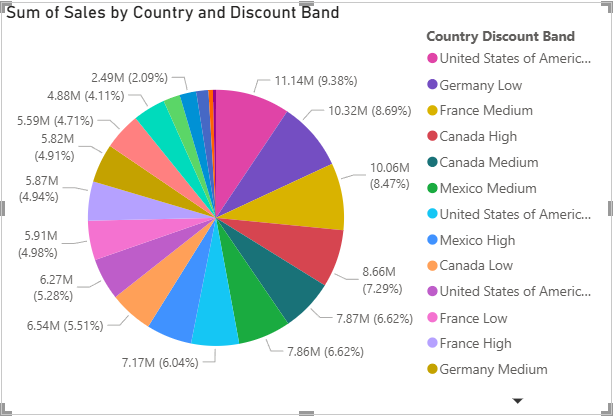 Sum of Sales by Country and Discount Band
Country Discount Band
United States of Americ...
Germany Low
France Medium
Canada High
Canada Medium
Mexico Medium
United States of Americ...
Mexico High
Canada Low
United States of Americ...
France Low
France High
Germany Medium
11.14M (9.38%)
10.32M (8.69%)
10.06M
(8.47%)
8.66M
(7.29%)
7.87M (6.62%)
7.86M (6.62%)
7.17M (6.04%)
6.54M (5.51%)
6.27M
(5.28%)
5.91M
(4.98%)
5.87M
(4.94%)
5.82M
(4.91%)
5.59M (4.71%)
4.88M (4.11%)
2.49M (2.09%)